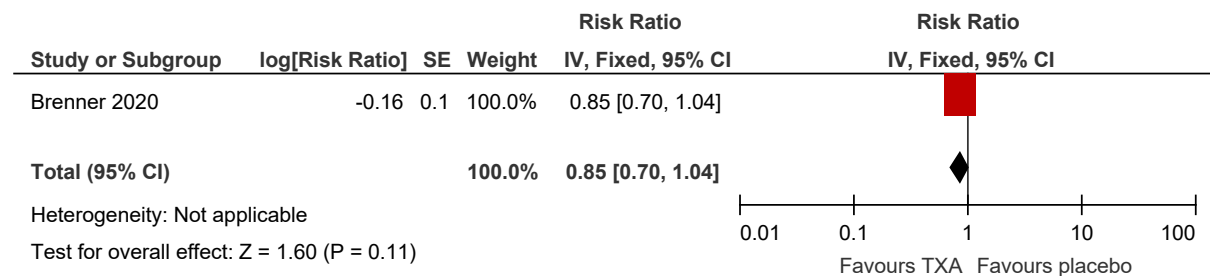 Risk Ratio Risk Ratio
Study or Subgroup log[Risk Ratio] SE Weight IV, Fixed, 95% CI IV, Fixed, 95% CI
Brenner 2020 -0.16 0.1 100.0% 0.85 [0.70, 1.04]
Total (95% CI) 100.0% 0.85 [0.70, 1.04]
Heterogeneity: Not applicable
Test for overall effect: Z = 1.60 (P = 0.11)
0.01 0.1 1 10 100
Favours TXA Favours placebo